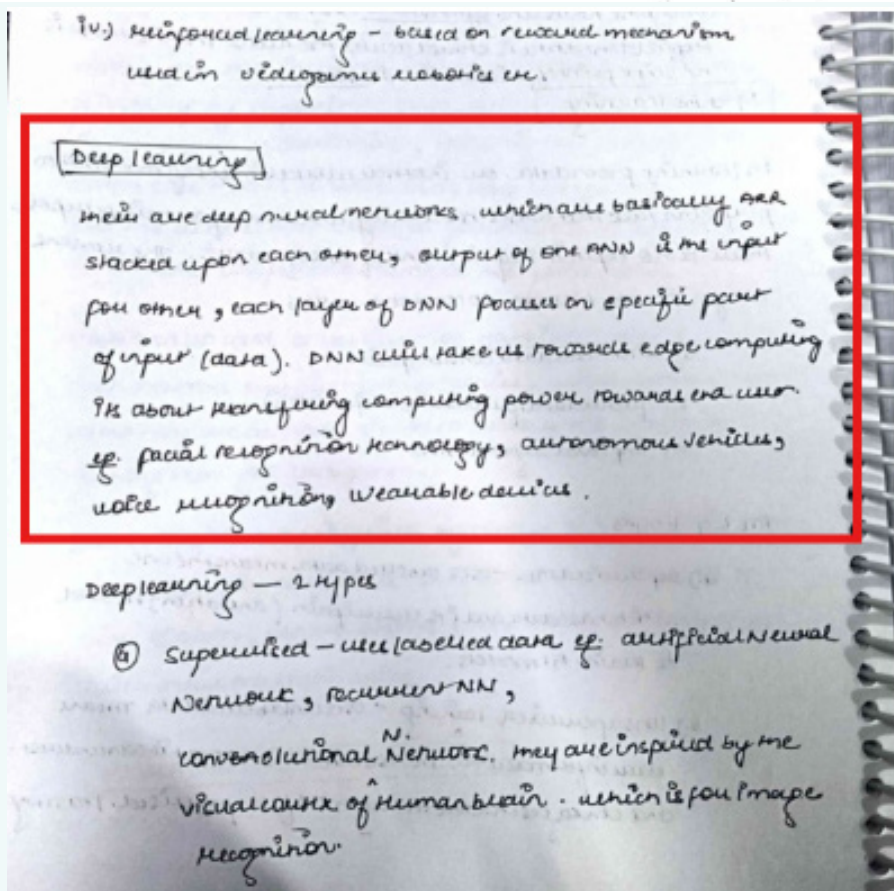 iv.) reinforced learning - based on reward mechanism
used in videogames robotics etc.
Deep learning
These are deep neural networks which are basically ANN
stacked upon each other, output of one ANN is the input
for other, each layer of DNN focuses on specific part
of input (data). DNN will take us towards edge computing
its about transferring computing power towards end user.
eg. facial recognition technology, autonomous vehicles,
voice recognition, wearable devices.
Deep learning — 2 types
Supervised - uses labelled data eg. artificial Neural
Network, recurrent NN,
N.
convolutional Network. they are inspired by the
visual cortex of Human brain. which is for image
recognition.